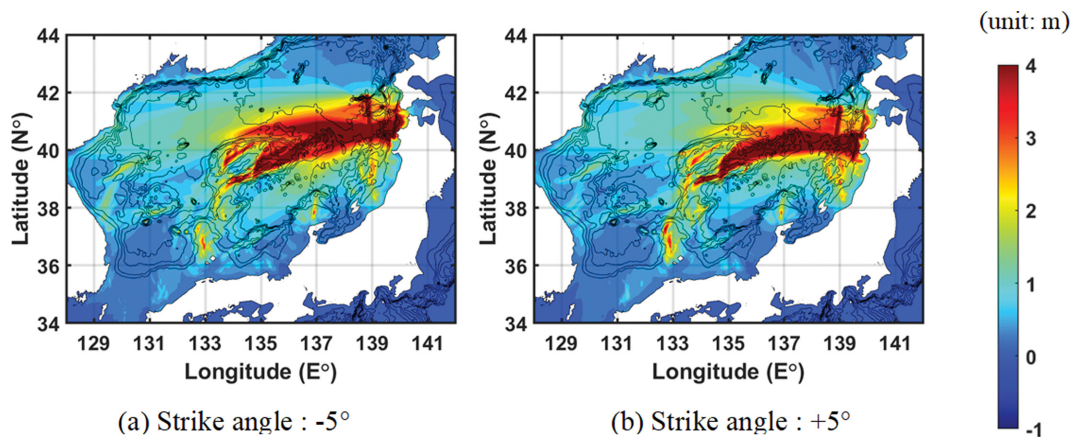 (unit: m)
44
42
40
38
36
34
Latitude (N°)
129 131 133 135 137 139 141
Longitude (E°)
(a) Strike angle : -5°
44
42
40
38
36
34
Latitude (N°)
129 131 133 135 137 139 141
Longitude (E°)
(b) Strike angle : +5°
4
3
2
1
0
-1